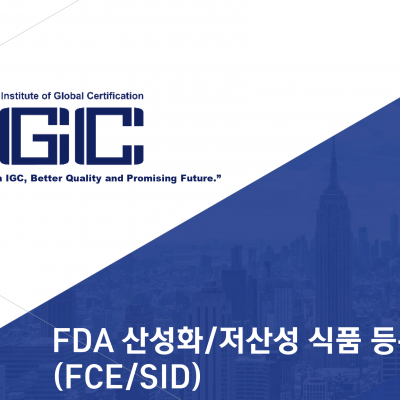 Institute of Global Certification
IGC
IGC, Better Quality and Promising Future.”
FDA 산성화/저산성 식품
(FCE/SID)